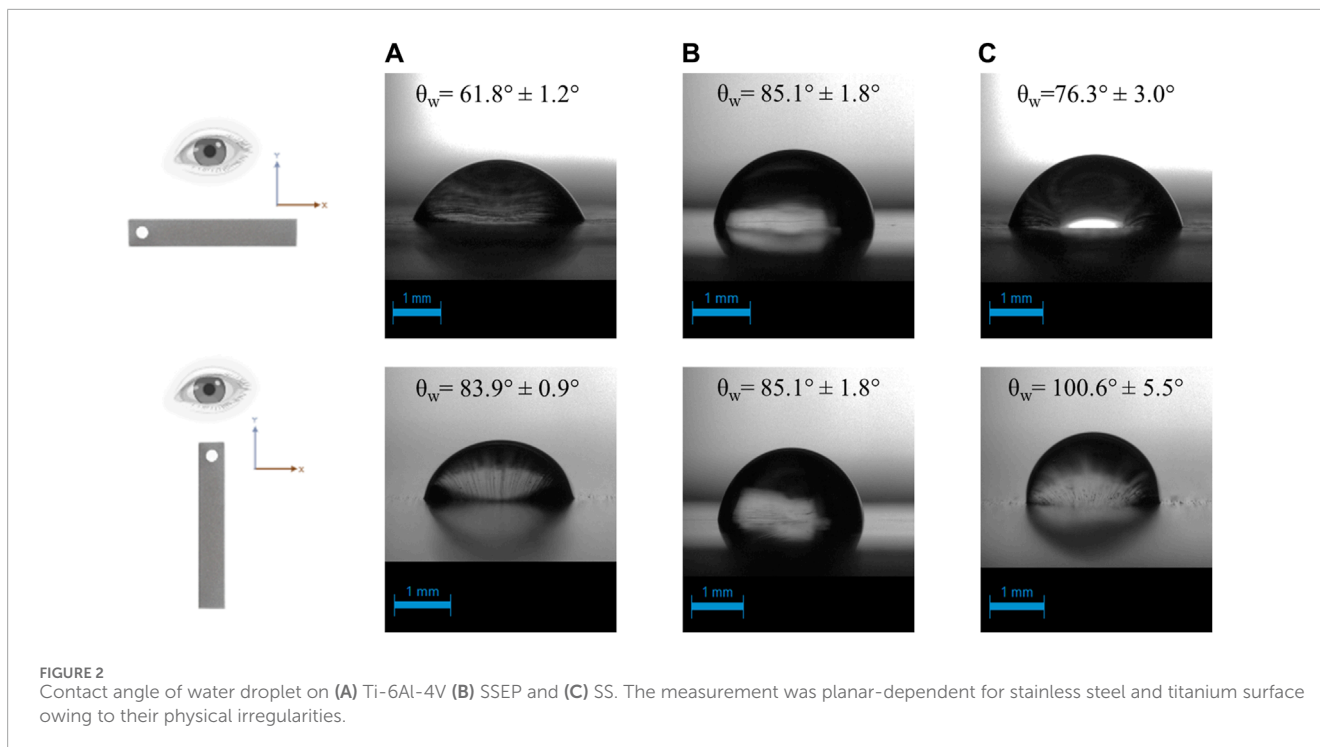 A
B
C
θw= 61.8° ± 1.2°
θw= 85.1° ± 1.8°
θw=76.3° ± 3.0°
Y
X
1 mm
1 mm
1 mm
θw= 83.9° ± 0.9°
θw= 85.1° ± 1.8°
θw= 100.6° ± 5.5°
Y
X
1 mm
1 mm
1 mm
FIGURE 2
Contact angle of water droplet on (A) Ti-6Al-4V (B) SSEP and (C) SS. The measurement was planar-dependent for stainless steel and titanium surface
owing to their physical irregularities.